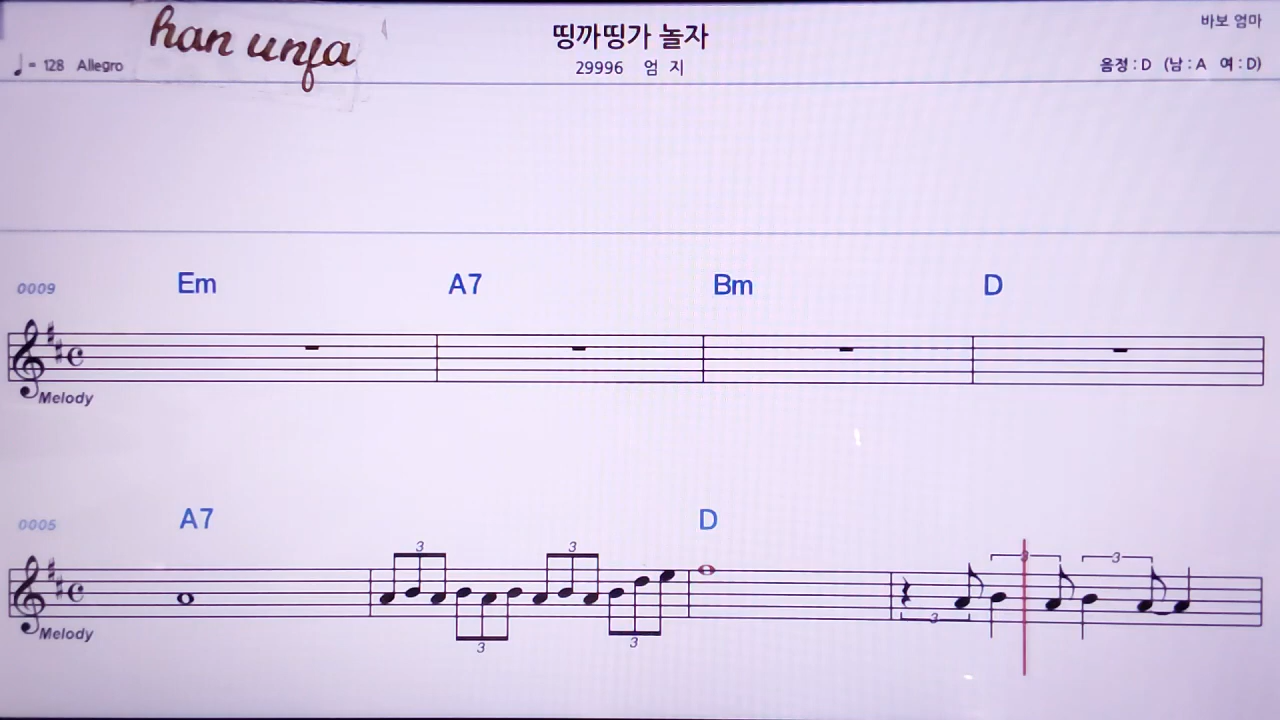 han unja
띵까띵가 놀자
바보 엄마
♩= 128 Allegro
29996 엄 지
음정 : D (남 : A 여 : D)
0009 Em A7 Bm D
Melody
0005 A7 D
3 3 3 3
Melody
3 3 3